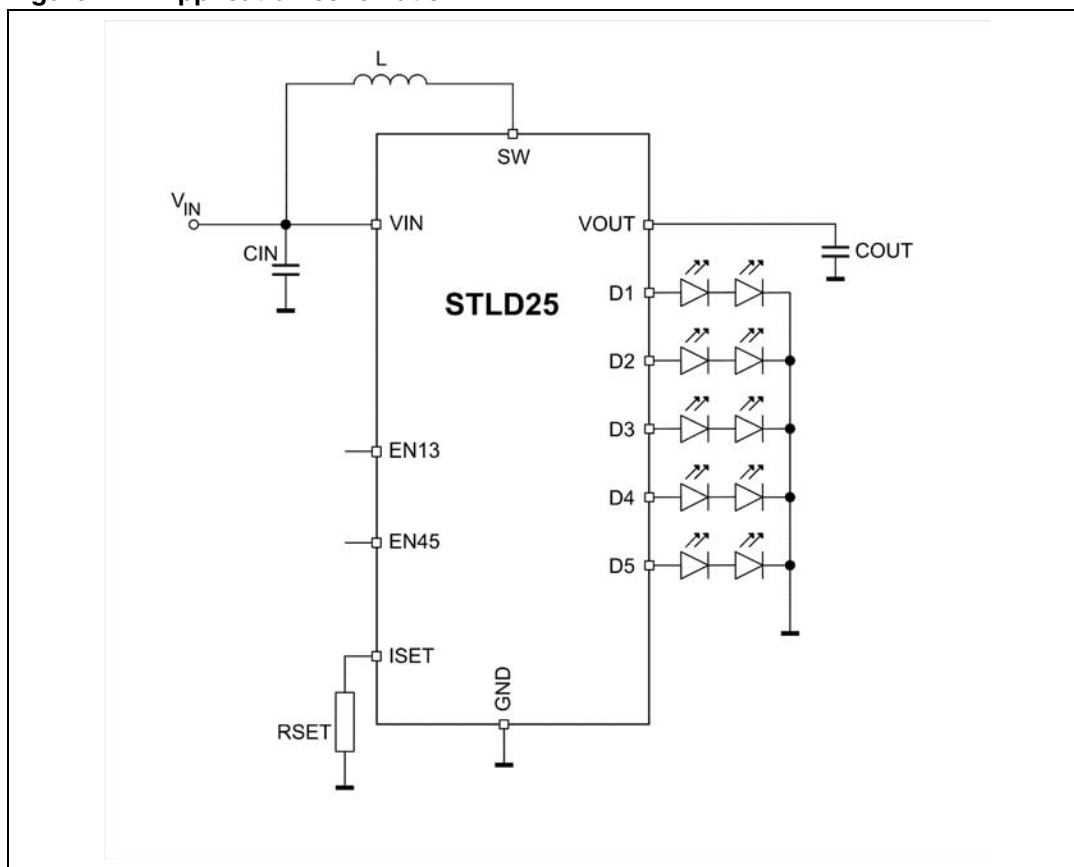 L
SW
VIN
VIN
VOUT
CIN
COUT
D1
STLD25
D2
D3
D4
EN13
EN45
D5
ISET
GND
RSET